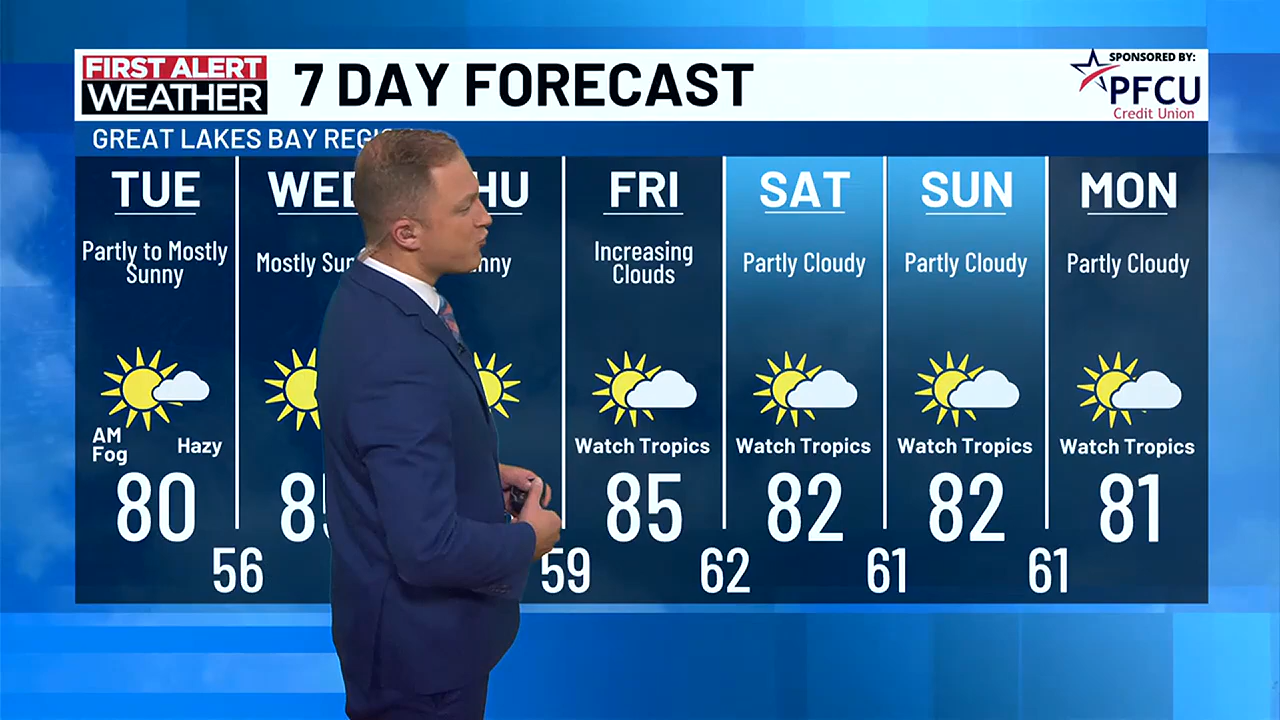 FIRST ALERT
WEATHER
7 DAY FORECAST
SPONSORED BY:
PFCU
Credit Union
GREAT LAKES BAY
TUE
Partly to Mostly
Sunny
AM
Fog
Hazy
80
56
WED
Mostly
FRI
Increasing
Clouds
Watch Tropics
85
59
62
SAT
Partly Cloudy
Watch Tropics
82
61
SUN
Partly Cloudy
Watch Tropics
82
61
MON
Partly Cloudy
Watch Tropics
81